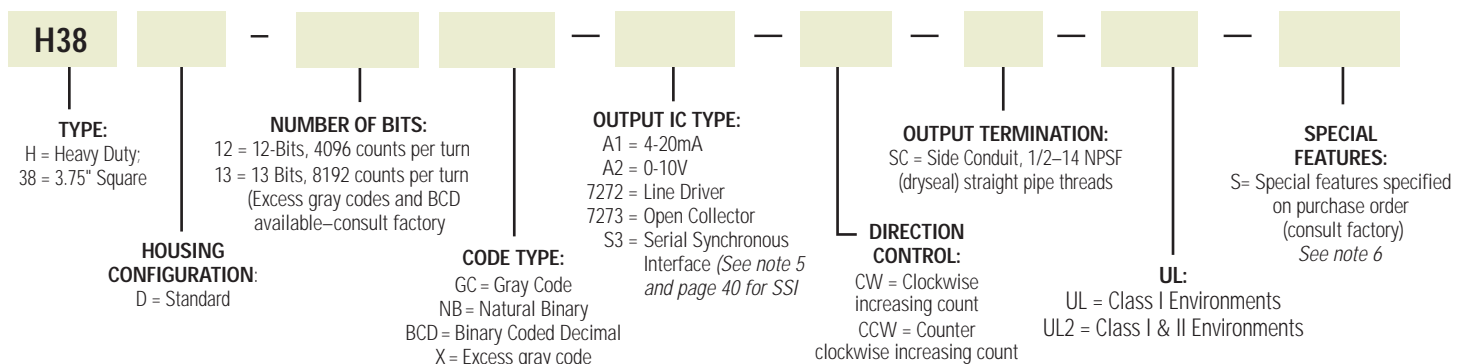 H38
TYPE:
H = Heavy Duty;
38 = 3.75" Square
HOUSING
CONFIGURATION:
D = Standard
NUMBER OF BITS:
12 = 12-Bits, 4096 counts per turn
13 = 13 Bits, 8192 counts per turn
(Excess gray codes and BCD
available–consult factory
CODE TYPE:
GC = Gray Code
NB = Natural Binary
BCD = Binary Coded Decimal
X = Excess gray code
OUTPUT IC TYPE:
A1 = 4-20mA
A2 = 0-10V
7272 = Line Driver
7273 = Open Collector
S3 = Serial Synchronous
Interface (See note 5
and page 40 for SSI
DIRECTION
CONTROL:
CW = Clockwise
increasing count
CCW = Counter
clockwise increasing count
OUTPUT TERMINATION:
SC = Side Conduit, 1/2–14 NPSF
(dryseal) straight pipe threads
UL:
UL = Class I Environments
UL2 = Class I & II Environments
SPECIAL
FEATURES:
S= Special features specified
on purchase order
(consult factory)
See note 6